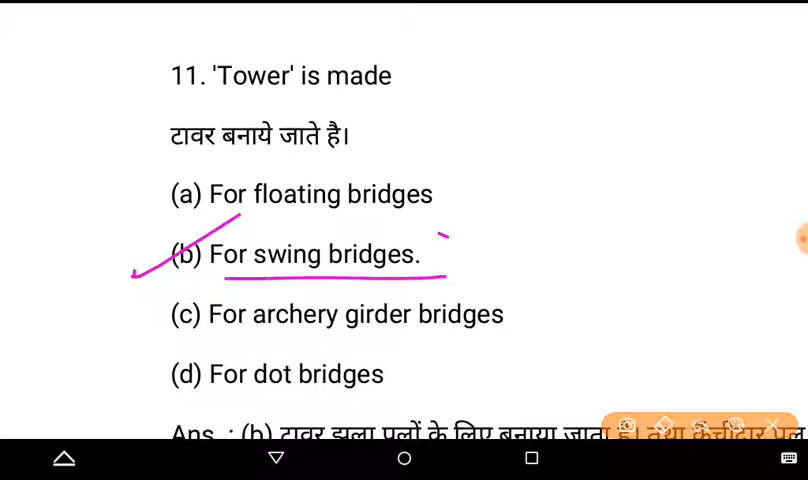 11. 'Tower' is made
टावर बनाये जाते है।
(a) For floating bridges
(b) For swing bridges.
(c) For archery girder bridges
(d) For dot bridges
Ans. : (b) टावर झूला पुलों के लिए बनाया जाता है। तथा कैंचीदार पुल